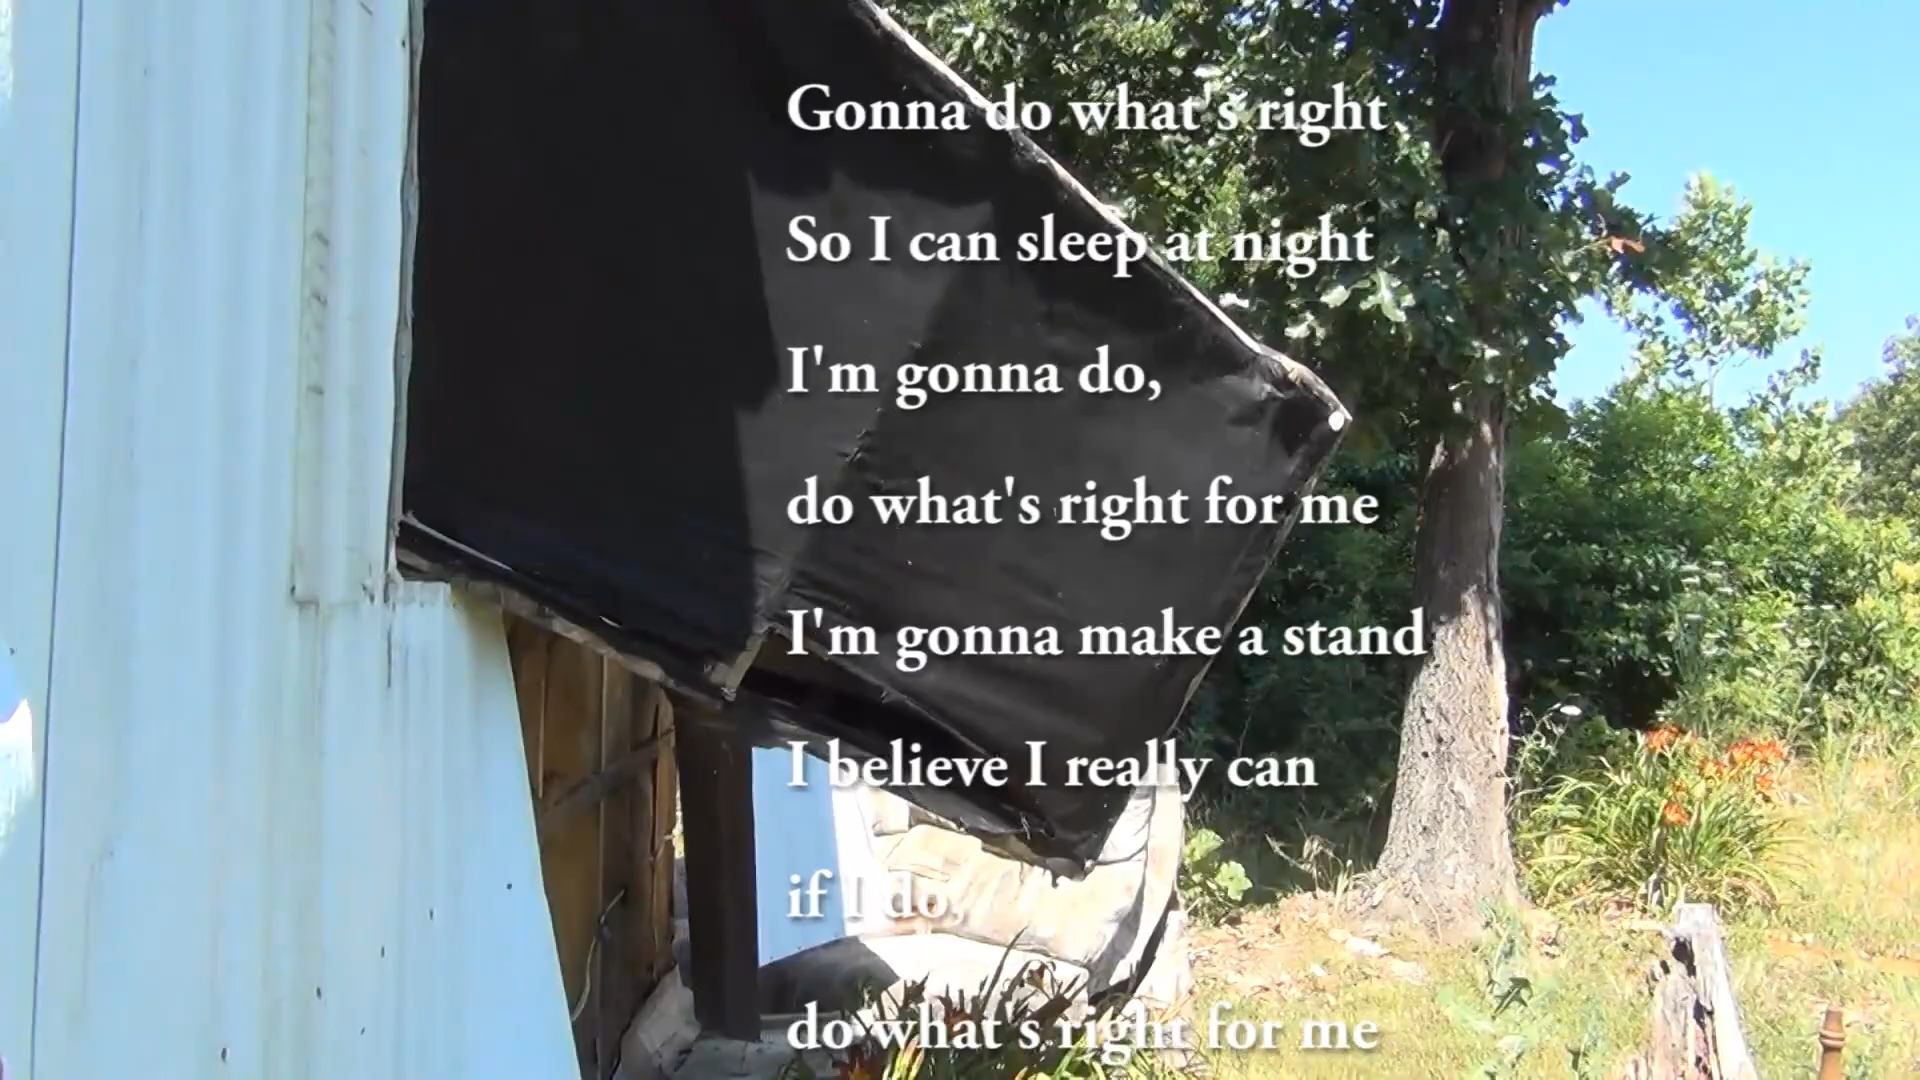 Gonna do what's right
So I can sleep at night
I'm gonna do,
do what's right for me
I'm gonna make a stand
I believe I really can
if I do,
do what's right for me